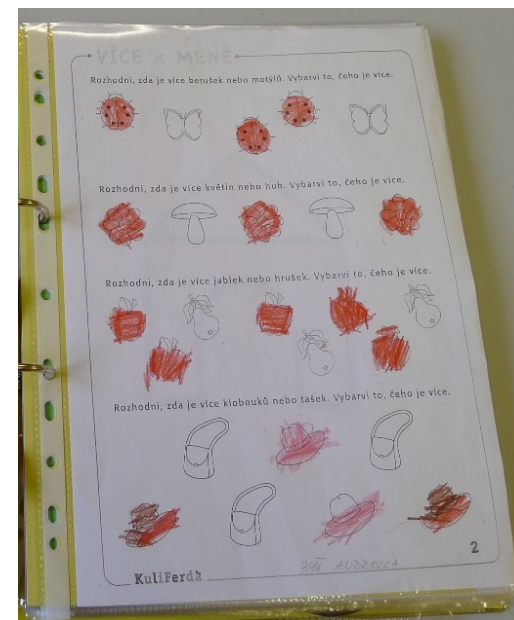 VÍCE x MÉNĚ
Rozhodni, zda je více berušek nebo motýlů. Vybarvi to, čeho je více.
Rozhodni, zda je více květin nebo hub. Vybarvi to, čeho je více.
Rozhodni, zda je více jablek nebo hrušek. Vybarvi to, čeho je více.
Rozhodni, zda je více klobouků nebo tašek. Vybarvi to, čeho je více.
2
KuliFerda